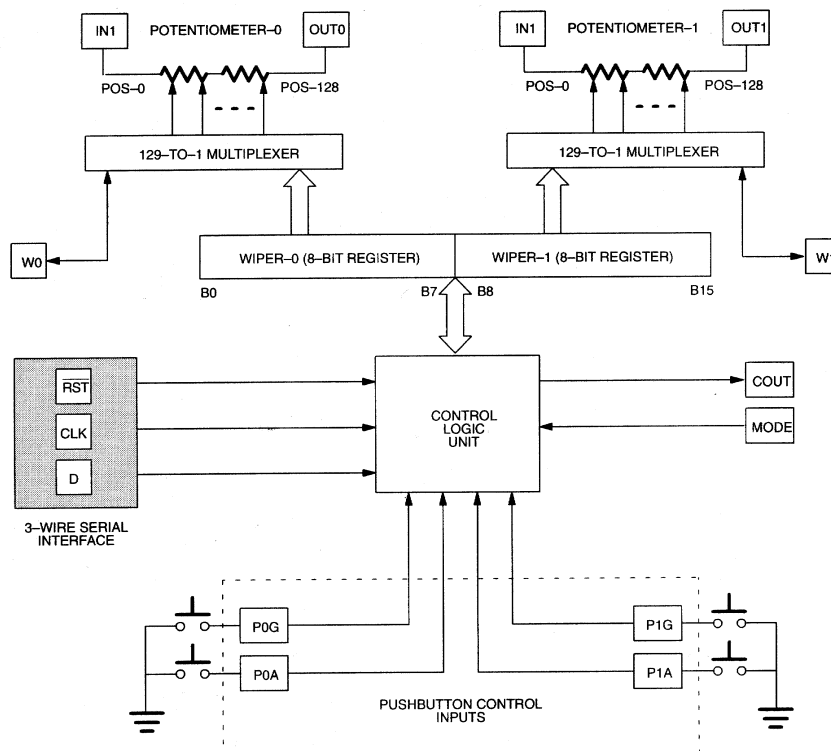 IN1 POTENTIOMETER–0 OUT0
IN1 POTENTIOMETER–1 OUT1
POS–0 POS–128
POS–0 POS–128
129–TO–1 MULTIPLEXER
129–TO–1 MULTIPLEXER
W0
WIPER–0 (8–BIT REGISTER) WIPER–1 (8–BIT REGISTER)
B0 B7 B8 B15
RST
CLK
D
3–WIRE SERIAL
INTERFACE
CONTROL
LOGIC
UNIT
COUT
MODE
P0G
P0A
P1G
P1A
PUSHBUTTON CONTROL
INPUTS